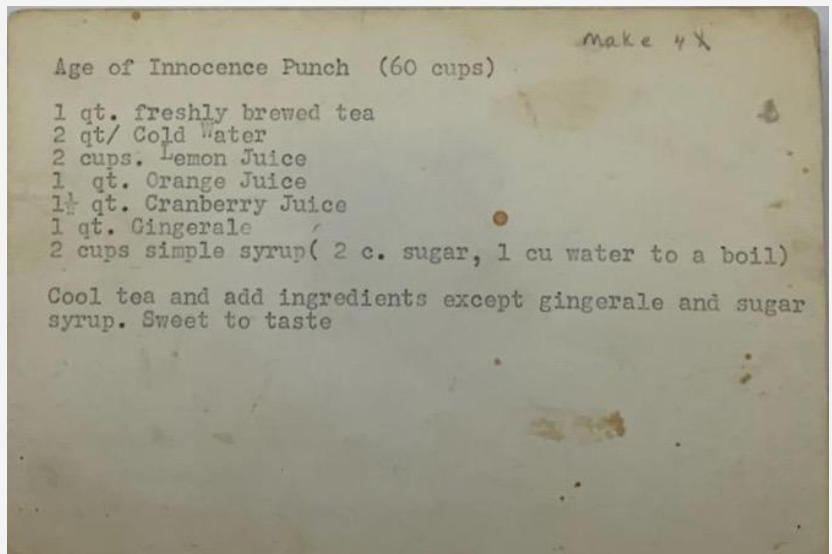 make 4X
Age of Innocence Punch (60 cups)
1 qt. freshly brewed tea
2 qt/ Cold Water
2 cups. Lemon Juice
1 qt. Orange Juice
1½ qt. Cranberry Juice
1 qt. Gingerale
2 cups simple syrup( 2 c. sugar, 1 cu water to a boil)
Cool tea and add ingredients except gingerale and sugar
syrup. Sweet to taste